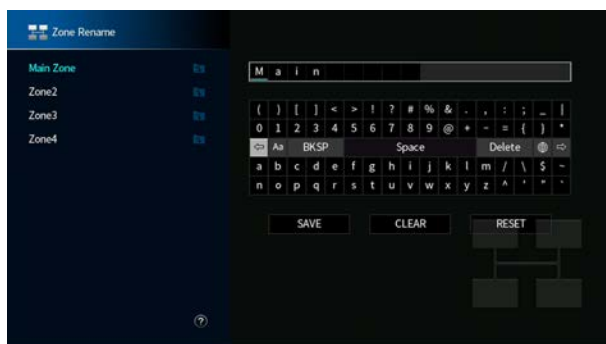 Zone Rename
Main Zone
Zone2
Zone3
Zone4
M a i n
( ) [ ] < > ! ? # % & . , : ; _ |
0 1 2 3 4 5 6 7 8 9 @ + - = { } *
Aa BKSP Space Delete
a b c d e f g h i j k l m / \ $ ~
n o p q r s t u v w x y z ^ ' " `
SAVE CLEAR RESET
?